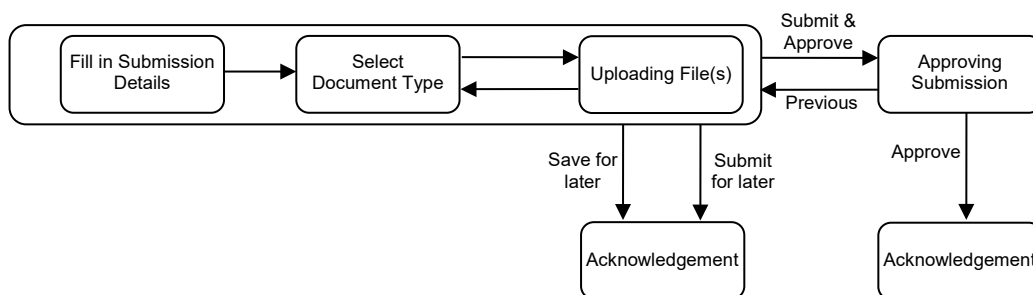 Fill in Submission
Details
Select
Document Type
Uploading File(s)
Submit &
Approve
Previous
Approving
Submission
Save for
later
Submit
for later
Approve
Acknowledgement
Acknowledgement